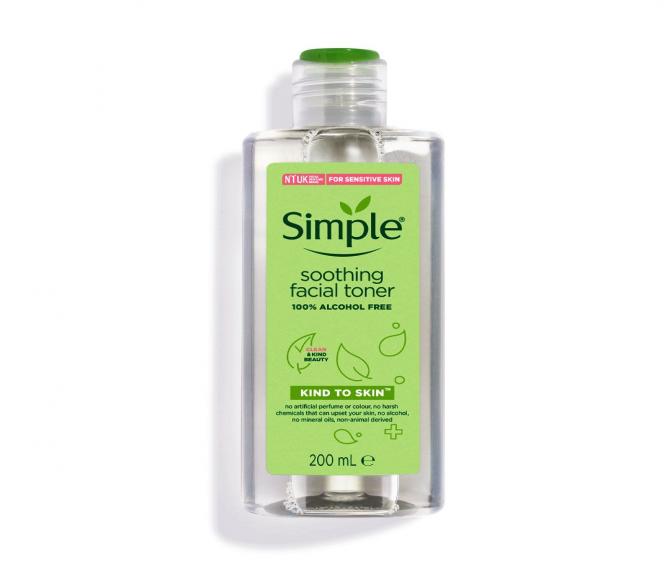 NTUK FOR SENSITIVE SKIN
Simple®
soothing
facial toner
100% ALCOHOL FREE
CLEAN
& KIND
BEAUTY
KIND TO SKIN™
no artificial perfume or colour, no harsh
chemicals that can upset your skin, no alcohol,
no mineral oils, non-animal derived
200 mL ℮